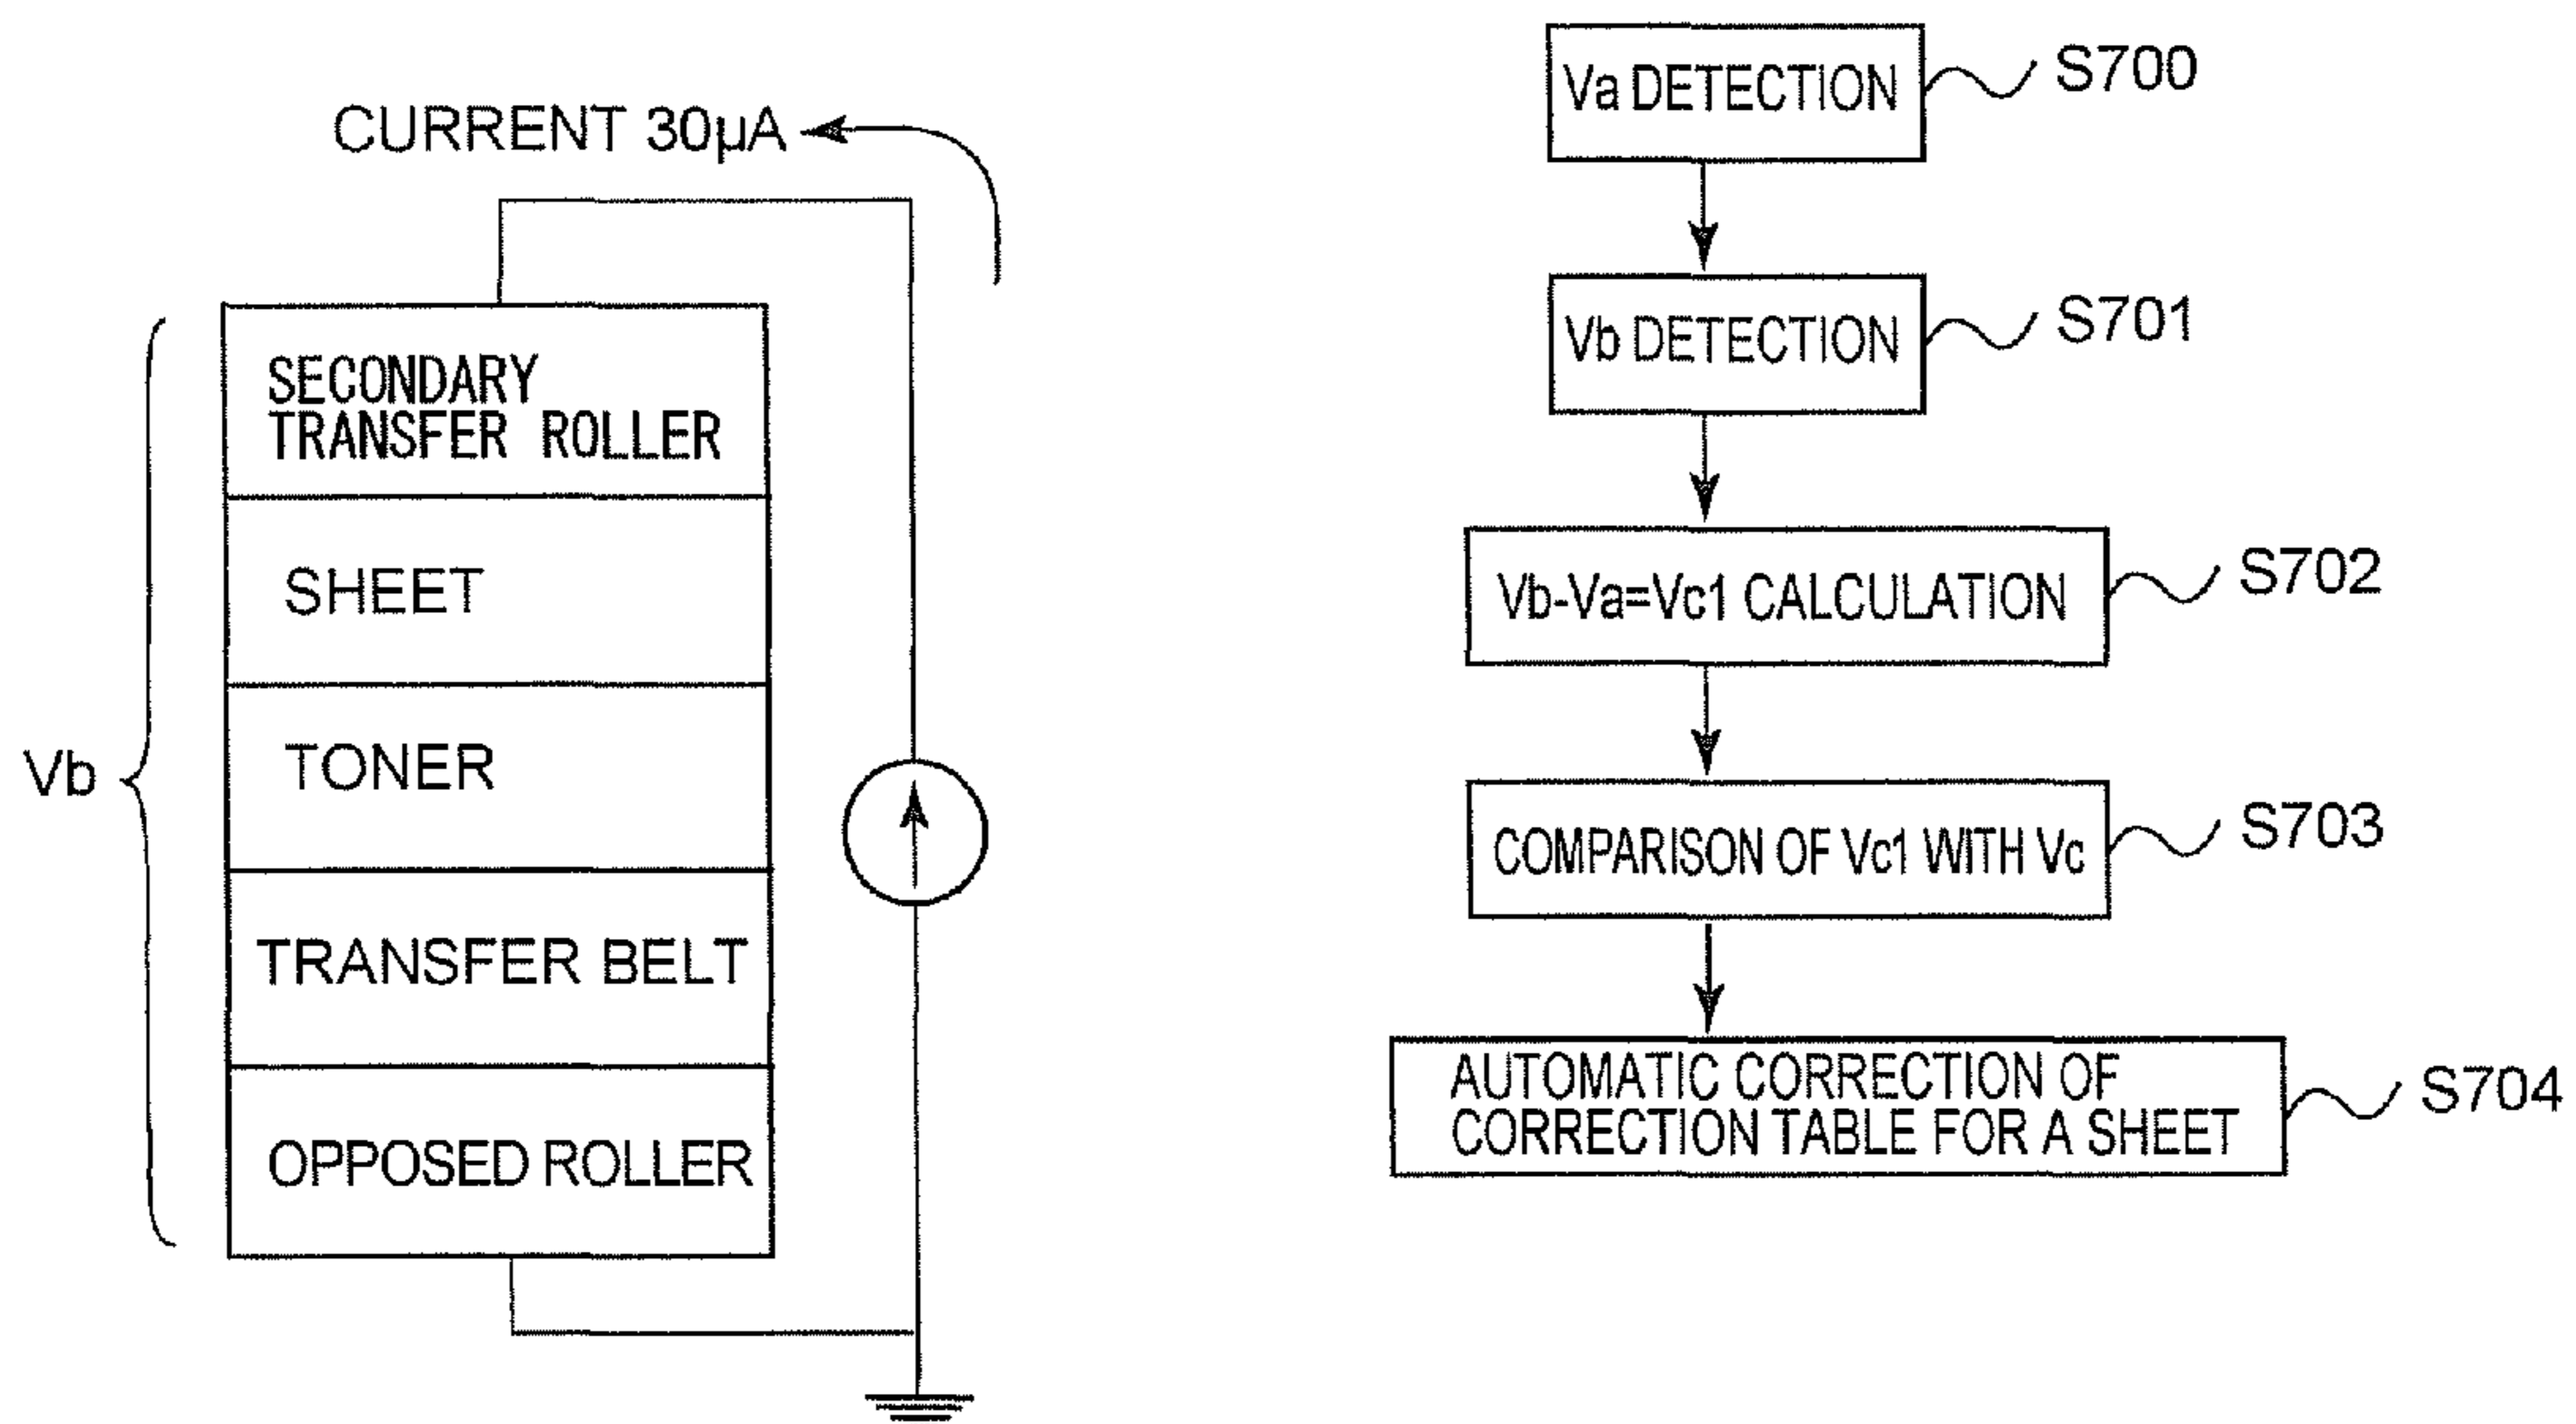 CURRENT 30µA
SECONDARY
TRANSFER ROLLER
SHEET
TONER
TRANSFER BELT
OPPOSED ROLLER
Vb
Va DETECTION
S700
Vb DETECTION
S701
Vb-Va=Vc1 CALCULATION
S702
COMPARISON OF Vc1 WITH Vc
S703
AUTOMATIC CORRECTION OF
CORRECTION TABLE FOR A SHEET
S704